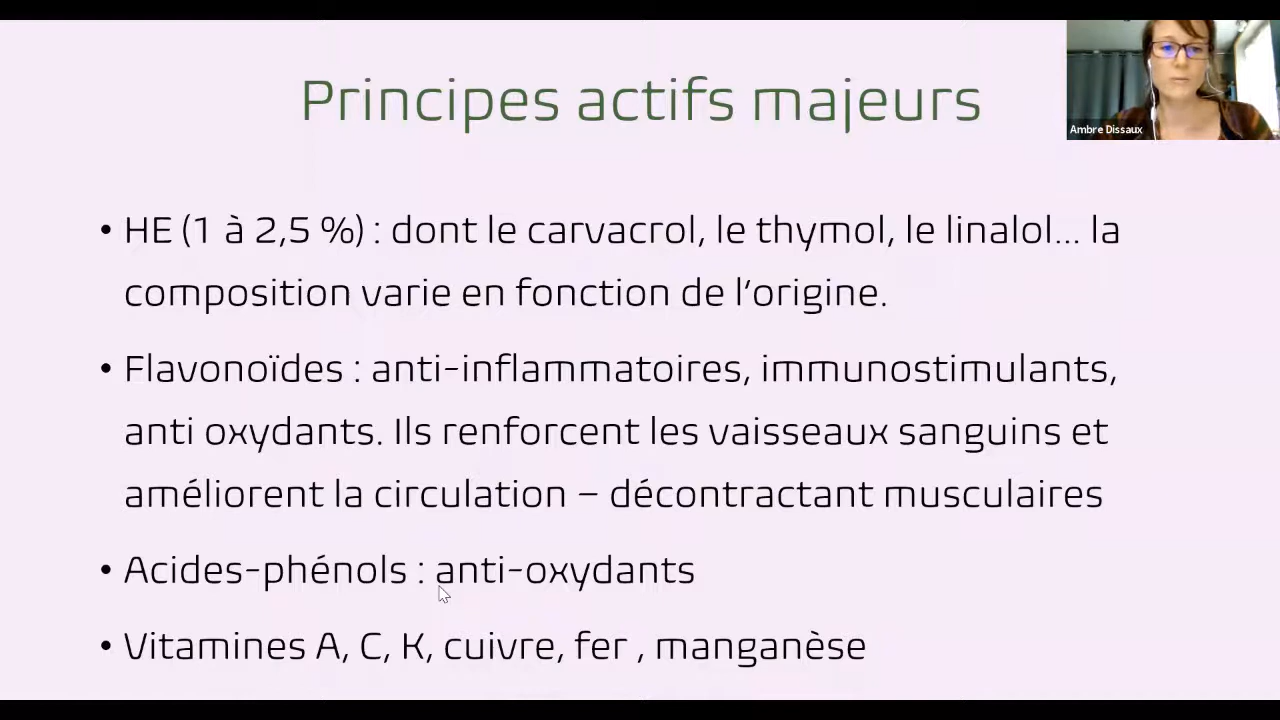 Principes actifs majeurs
Ambre Dissaux
• HE (1 à 2,5 %) : dont le carvacrol, le thymol, le linalol... la
composition varie en fonction de l’origine.
• Flavonoïdes : anti-inflammatoires, immunostimulants,
anti oxydants. Ils renforcent les vaisseaux sanguins et
améliorent la circulation – décontractant musculaires
• Acides-phénols : anti-oxydants
• Vitamines A, C, K, cuivre, fer , manganèse